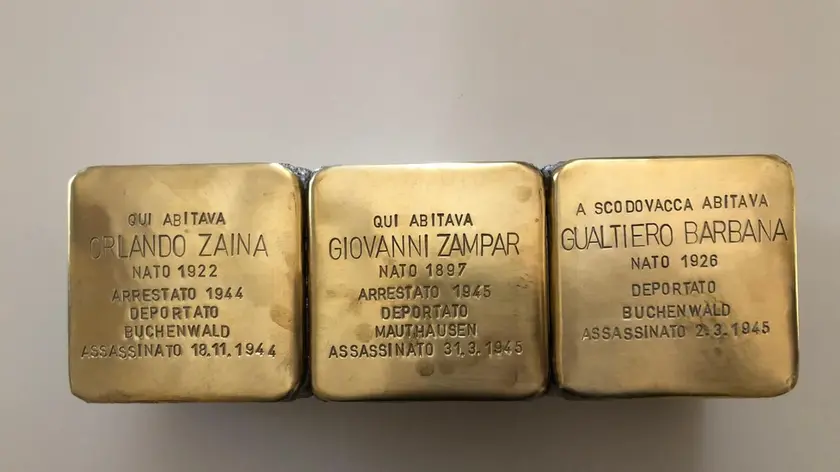 QUI ABITAVA
ORLANDO ZAINA
NATO 1922
ARRESTATO 1944
DEPORTATO
BUCHENWALD
ASSASSINATO 18.11.1944
QUI ABITAVA
GIOVANNI ZAMPAR
NATO 1897
ARRESTATO 1945
DEPORTATO
MAUTHAUSEN
ASSASSINATO 31.3.1945
A SCODOVACCA ABITAVA
GUALTIERO BARBANA
NATO 1926
DEPORTATO
BUCHENWALD
ASSASSINATO 2.3.1945